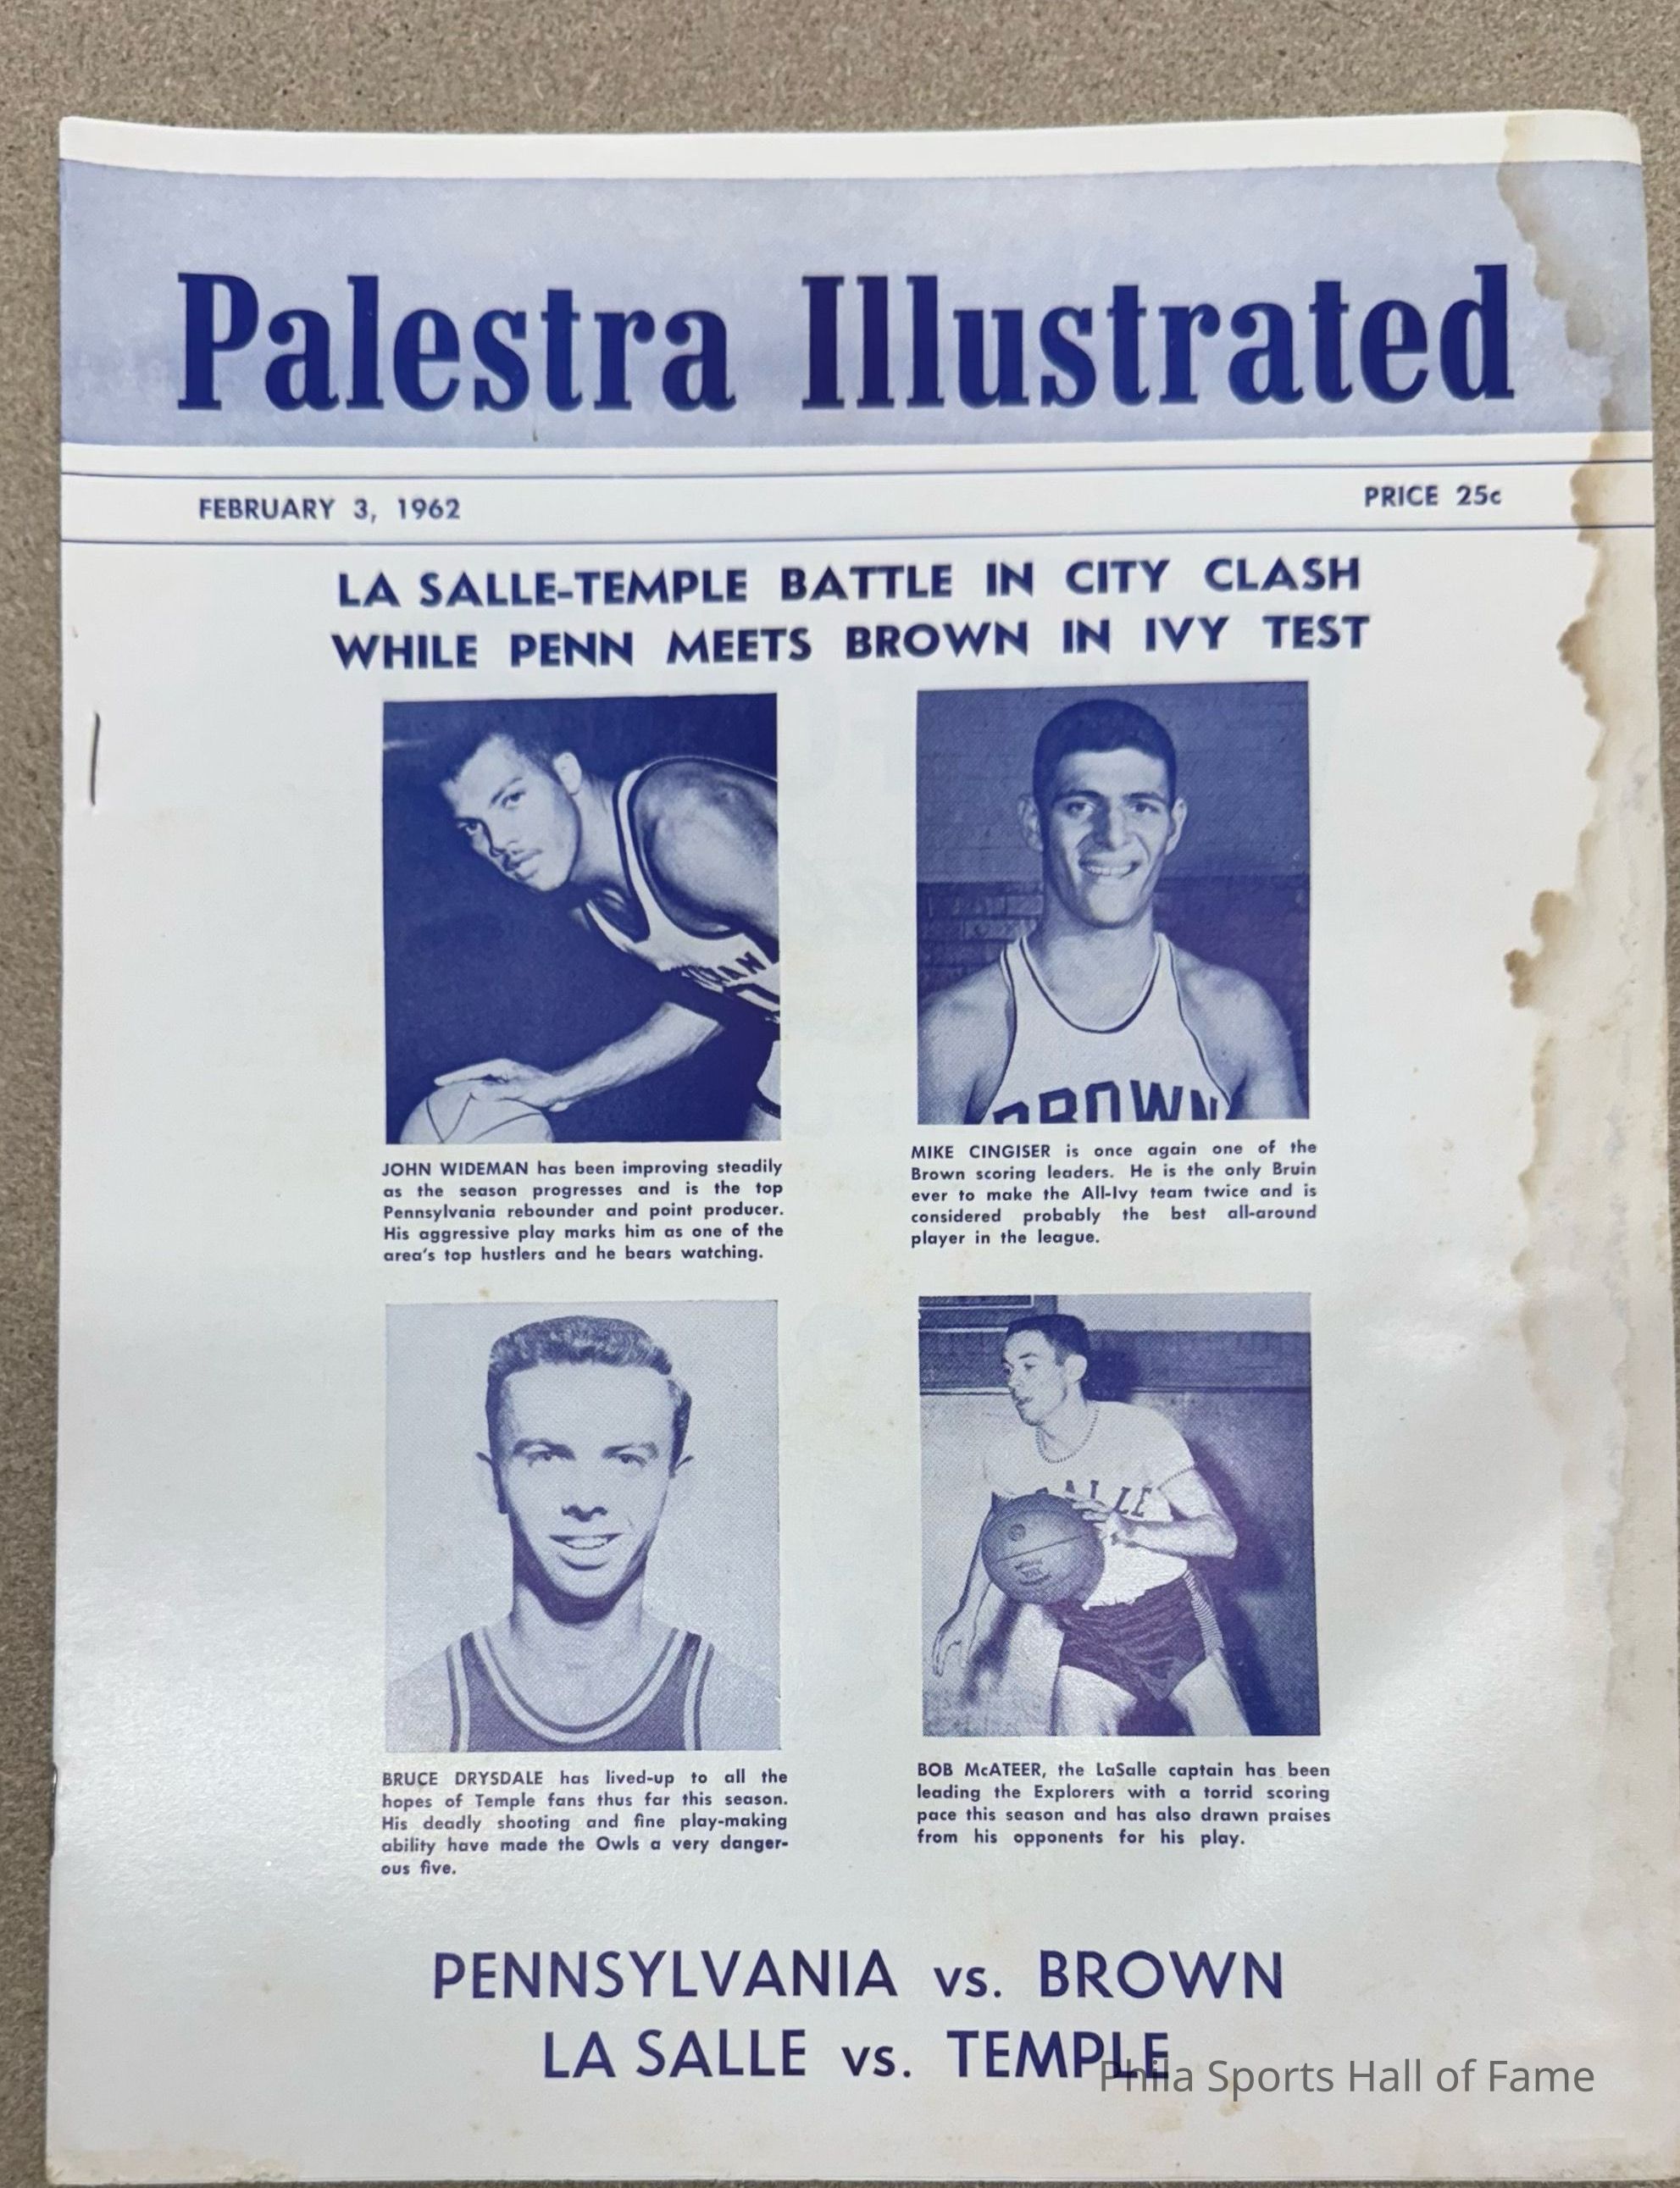 Palestra Illustrated
FEBRUARY 3, 1962
PRICE 25c
LA SALLE-TEMPLE BATTLE IN CITY CLASH
WHILE PENN MEETS BROWN IN IVY TEST
BROWN
JOHN WIDEMAN has been improving steadily
as the season progresses and is the top
Pennsylvania rebounder and point producer.
His aggressive play marks him as one of the
area's top hustlers and he bears watching.
MIKE CINGISER is once again one of the
Brown scoring leaders. He is the only Bruin
ever to make the All-Ivy team twice and is
considered probably the best all-around
player in the league.
BRUCE DRYSDALE has lived-up to all the
hopes of Temple fans thus far this season.
His deadly shooting and fine play-making
ability have made the Owls a very danger-
ous five.
BOB McATEER, the LaSalle captain has been
leading the Explorers with a torrid scoring
pace this season and has also drawn praises
from his opponents for his play.
PENNSYLVANIA vs. BROWN
LA SALLE vs. TEMPLE
Phila Sports Hall of Fame